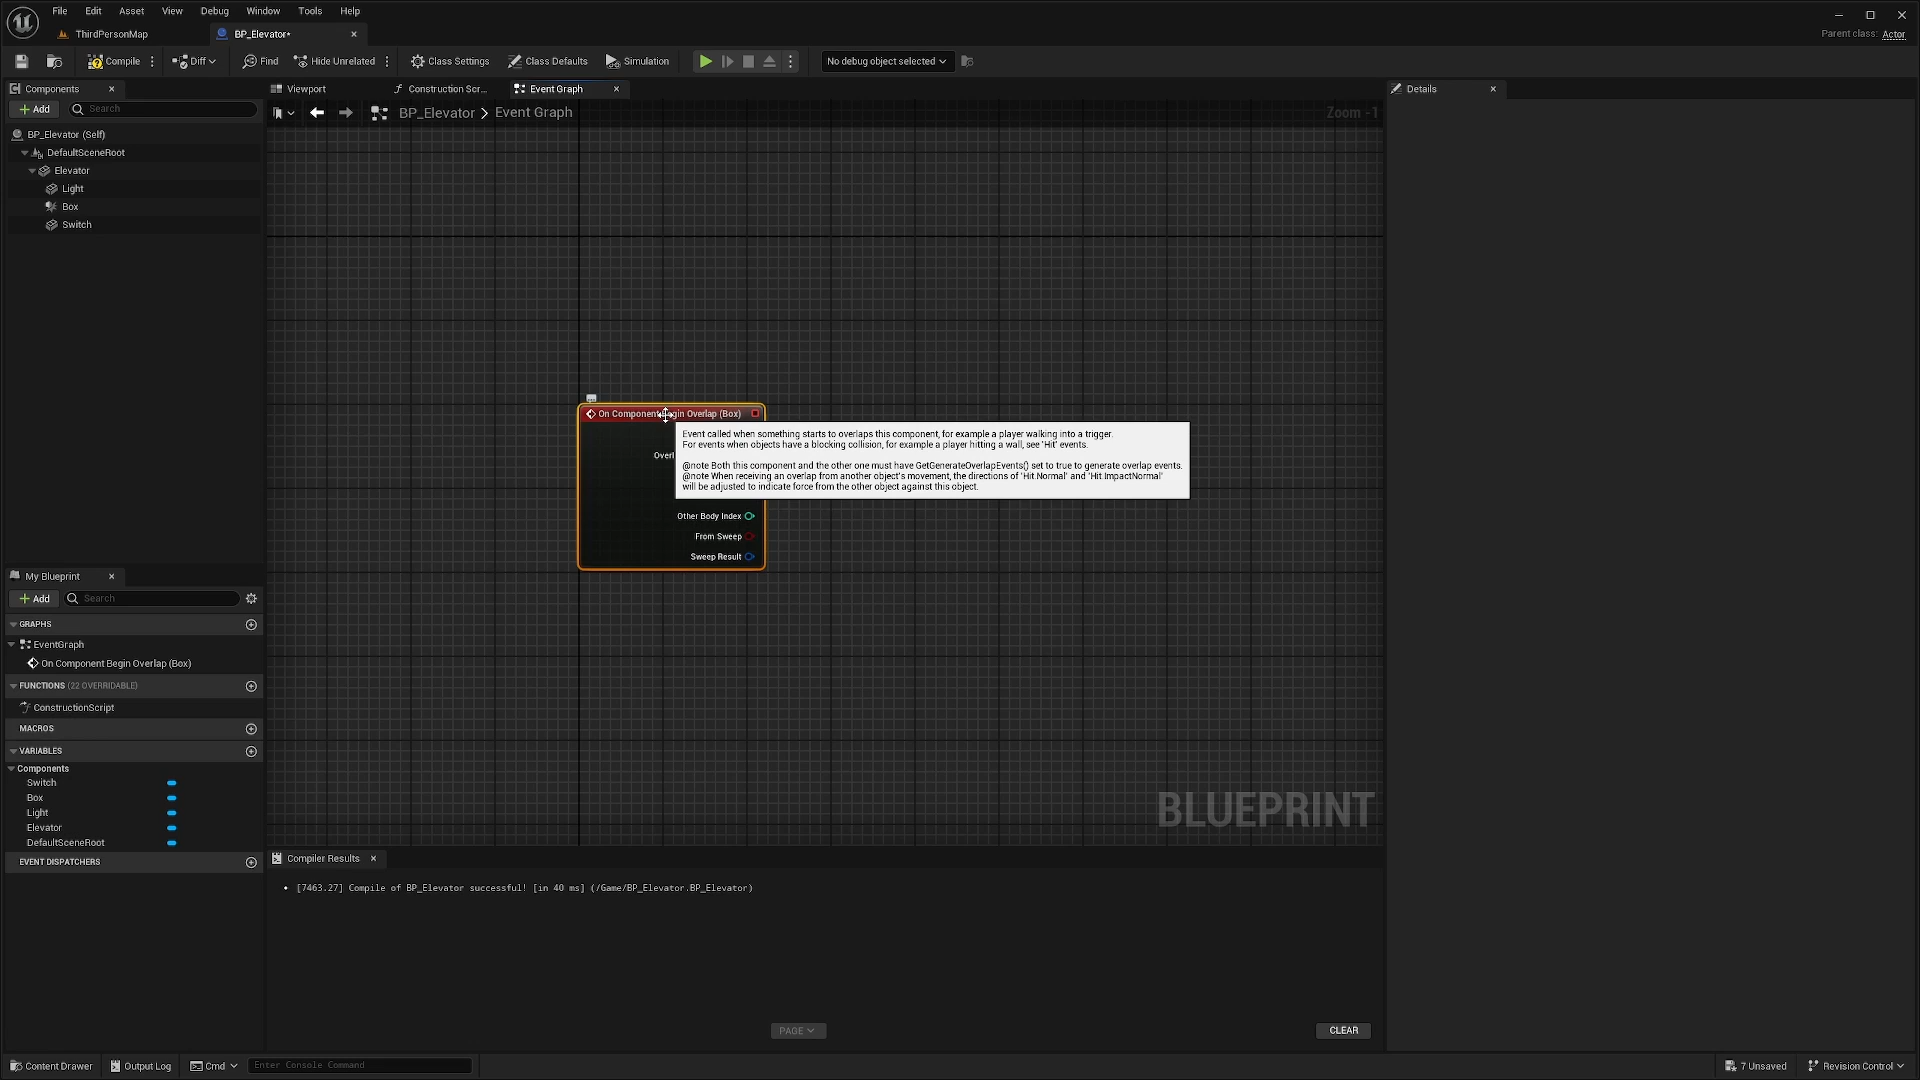 File Edit Asset View Debug Window Tools Help
ThirdPersonMap
BP_Elevator*
Parent class: Actor
Compile
Diff
Find
Hide Unrelated
Class Settings
Class Defaults
Simulation
No debug object selected
Components
Add
Search
BP_Elevator (Self)
DefaultSceneRoot
Elevator
Light
Box
Switch
Viewport
Construction Scr...
Event Graph
BP_Elevator > Event Graph
Zoom -1
Details
On Component Begin Overlap (Box)
Event called when something starts to overlaps this component, for example a player walking into a trigger.
For events when objects have a blocking collision, for example a player hitting a wall, see 'Hit' events.
@note Both this component and the other one must have GetGenerateOverlapEvents() set to true to generate overlap events.
@note When receiving an overlap from another object's movement, the directions of 'Hit.Normal' and 'Hit.ImpactNormal'
will be adjusted to indicate force from the other object against this object.
Other Body Index
From Sweep
Sweep Result
BLUEPRINT
My Blueprint
Add
Search
GRAPHS
EventGraph
On Component Begin Overlap (Box)
FUNCTIONS (22 OVERRIDABLE)
ConstructionScript
MACROS
VARIABLES
Components
Switch
Box
Light
Elevator
DefaultSceneRoot
EVENT DISPATCHERS
Compiler Results
• [7463.27] Compile of BP_Elevator successful! [in 40 ms] (/Game/BP_Elevator.BP_Elevator)
PAGE
CLEAR
Content Drawer
Output Log
Cmd
Enter Console Command
7 Unsaved
Revision Control